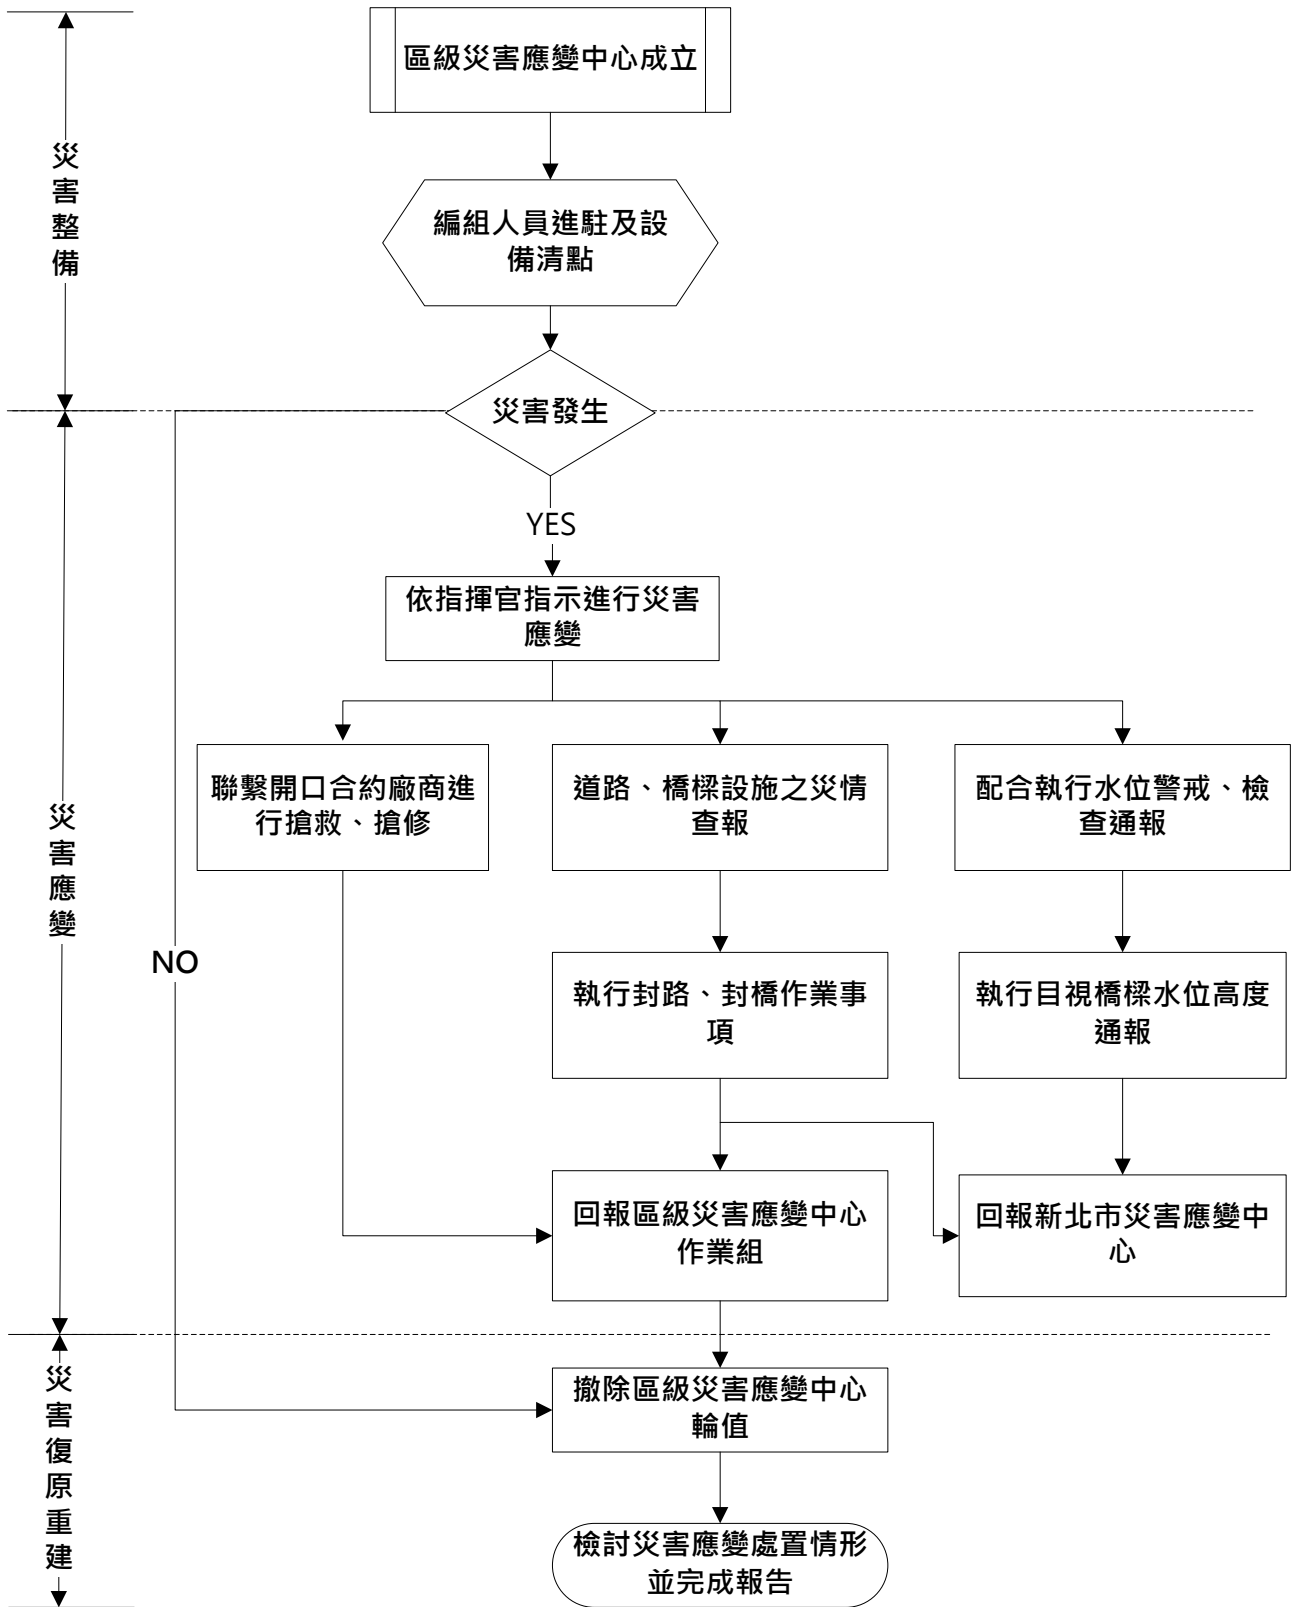 區級災害應變中心成立
災害整備
編組人員進駐及設
備清點
災害發生
YES
依指揮官指示進行災害
應變
災害應變
聯繫開口合約廠商進
行搶救、搶修
道路、橋樑設施之災情
查報
配合執行水位警戒、檢
查通報
NO
執行封路、封橋作業事
項
執行目視橋樑水位高度
通報
回報區級災害應變中心
作業組
回報新北市災害應變中
心
災害復原重建
撤除區級災害應變中心
輪值
檢討災害應變處置情形
並完成報告